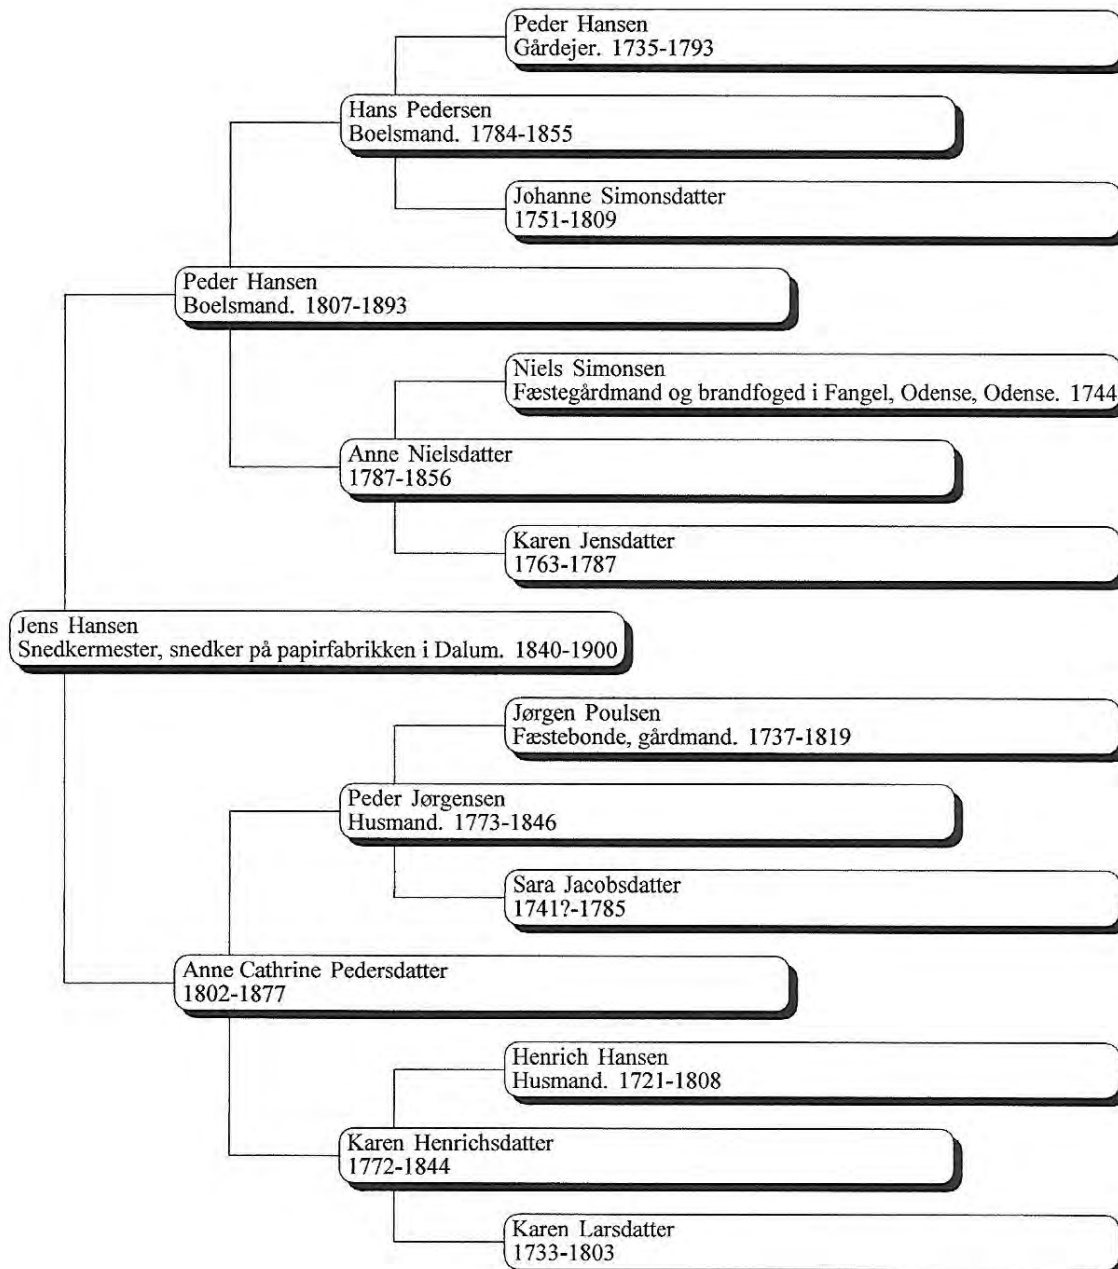 Peder Hansen
Gårdejer. 1735-1793
Hans Pedersen
Boelsmand. 1784-1855
Johanne Simonsdatter
1751-1809
Peder Hansen
Boelsmand. 1807-1893
Niels Simonsen
Fæstegårdmand og brandfoged i Fangel, Odense, Odense. 1744
Anne Nielsdatter
1787-1856
Karen Jensdatter
1763-1787
Jens Hansen
Snedkermester, snedker på papirfabrikken i Dalum. 1840-1900
Jørgen Poulsen
Fæstebonde, gårdmand. 1737-1819
Peder Jørgensen
Husmand. 1773-1846
Sara Jacobsdatter
1741?-1785
Anne Cathrine Pedersdatter
1802-1877
Henrich Hansen
Husmand. 1721-1808
Karen Henrichsdatter
1772-1844
Karen Larsdatter
1733-1803